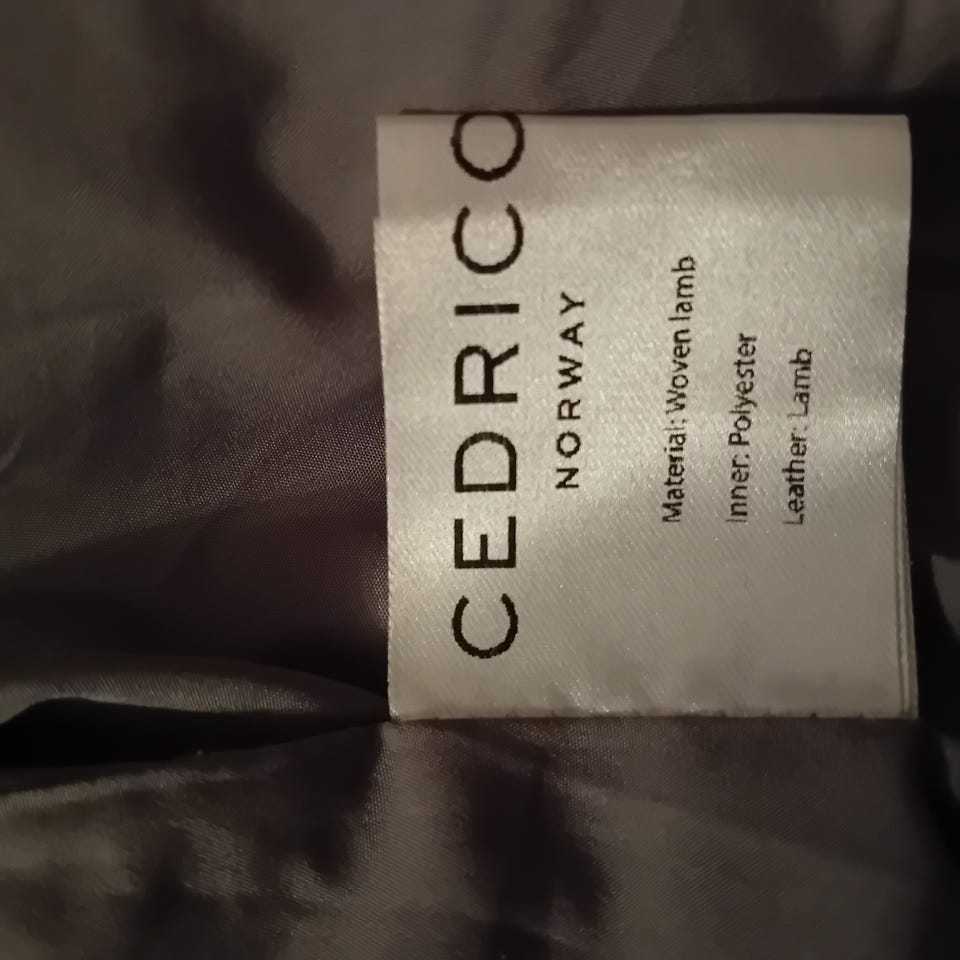 CEDRICO
NORWAY
Material: Woven lamb
Inner: Polyester
Leather: Lamb